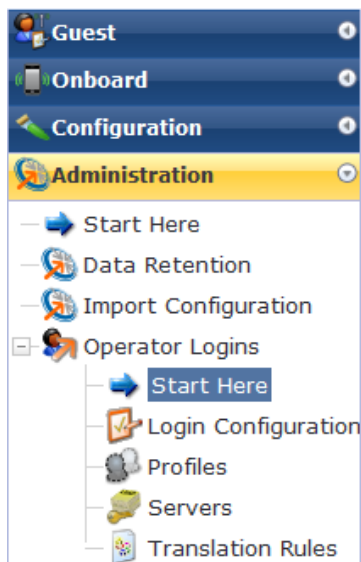 Guest
Onboard
Configuration
Administration
Start Here
Data Retention
Import Configuration
Operator Logins
Start Here
Login Configuration
Profiles
Servers
Translation Rules